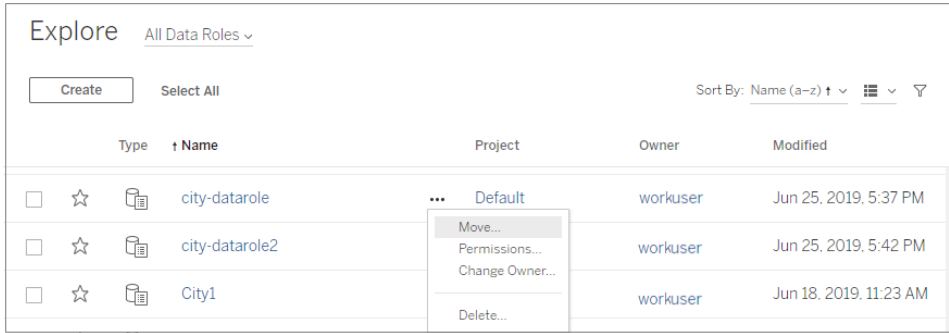 Explore All Data Roles
Create Select All Sort By: Name (a–z) ↑
Type ↑ Name Project Owner Modified
city-datarole ••• Default workuser Jun 25, 2019, 5:37 PM
Move...
city-datarole2 workuser Jun 25, 2019, 5:42 PM
Permissions...
Change Owner...
City1 workuser Jun 18, 2019, 11:23 AM
Delete...